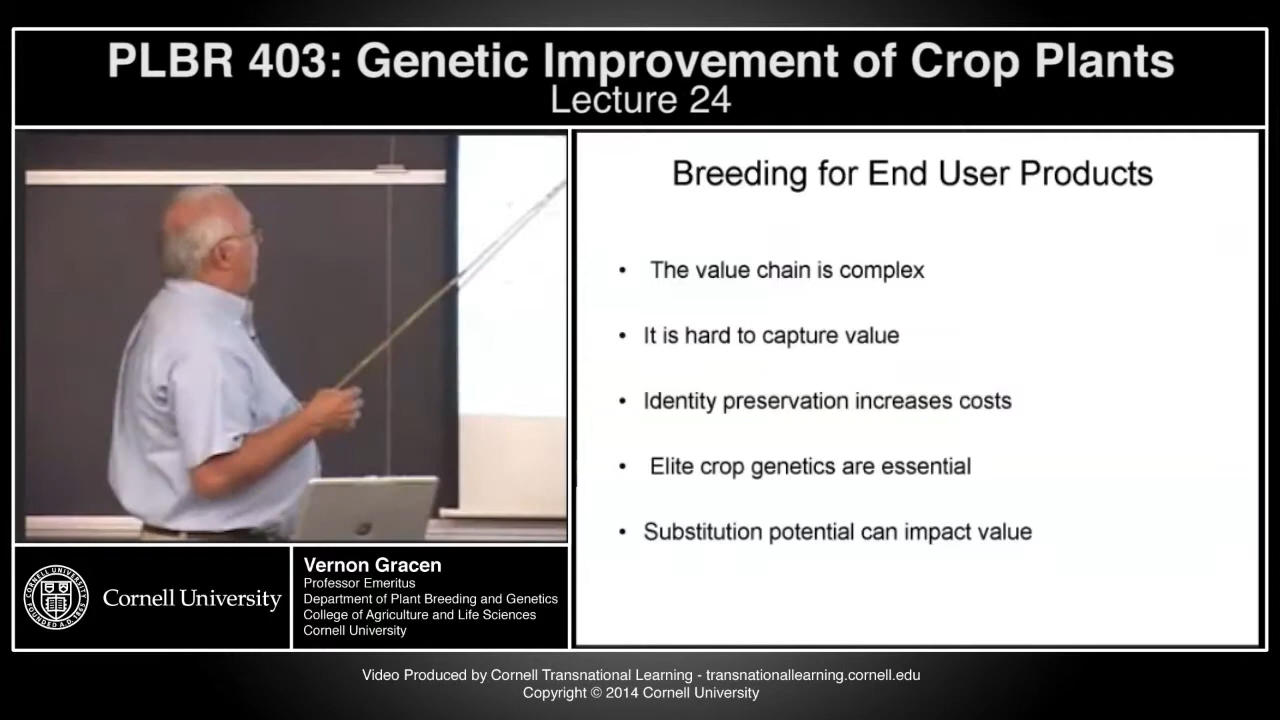 PLBR 403: Genetic Improvement of Crop Plants
Lecture 24
Breeding for End User Products
• The value chain is complex
• It is hard to capture value
• Identity preservation increases costs
• Elite crop genetics are essential
• Substitution potential can impact value
Cornell University
Vernon Gracen
Professor Emeritus
Department of Plant Breeding and Genetics
College of Agriculture and Life Sciences
Cornell University
Video Produced by Cornell Transnational Learning - transnationallearning.cornell.edu
Copyright © 2014 Cornell University